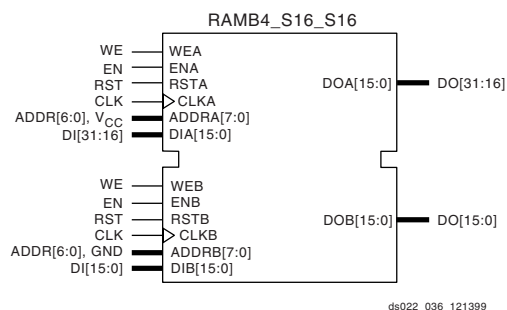 RAMB4_S16_S16
WE WEA
EN ENA
RST RSTA DOA[15:0] DO[31:16]
CLK CLKA
ADDR[6:0], VCC ADDRA[7:0]
DI[31:16] DIA[15:0]
WE WEB
EN ENB
RST RSTB DOB[15:0] DO[15:0]
CLK CLKB
ADDR[6:0], GND ADDRB[7:0]
DI[15:0] DIB[15:0]
ds022_036_121399